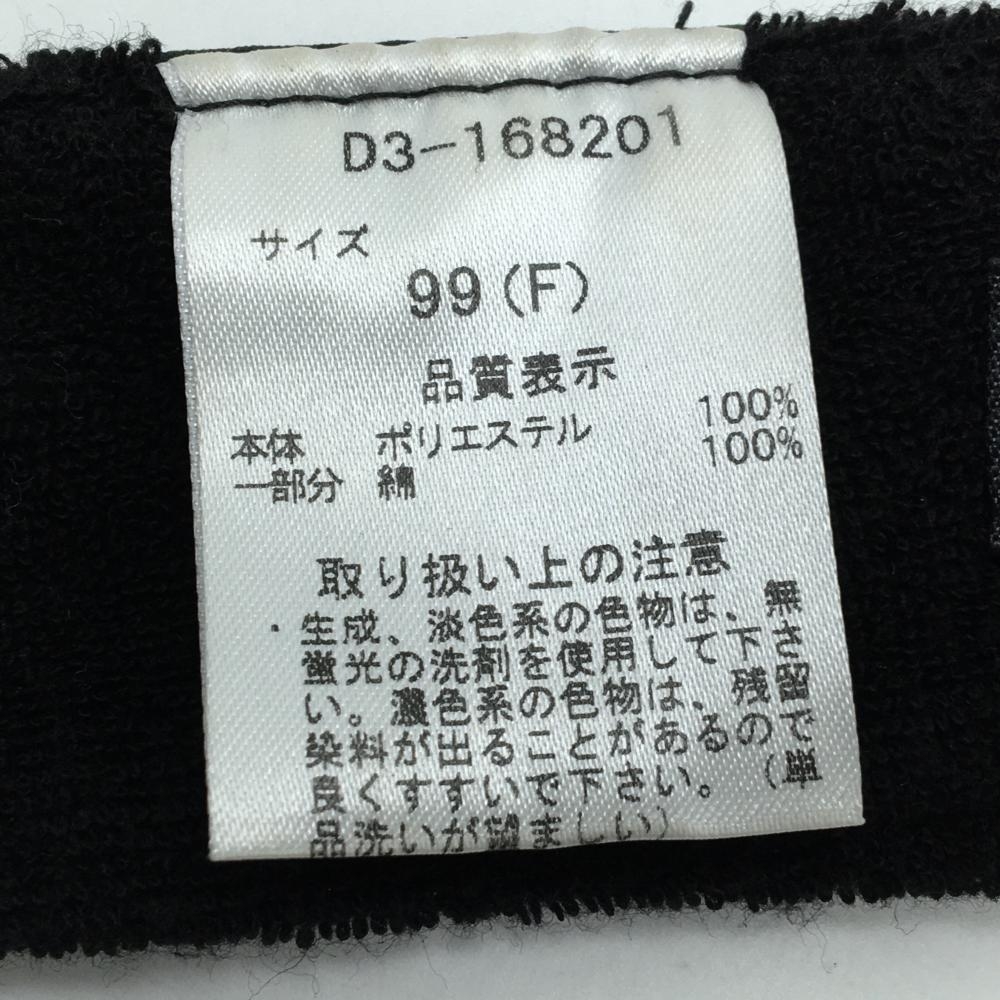 D3-168201
サイズ
99(F)
品質表示
本体 ポリエステル 100%
一部分 綿 100%
取り扱い上の注意
・生成、淡色系の色物は、無
蛍光の洗剤を使用して下さ
い。濃色系の色物は、残留
染料が出ることがあるので
良くすすいで下さい。(単
品洗いが望ましい)